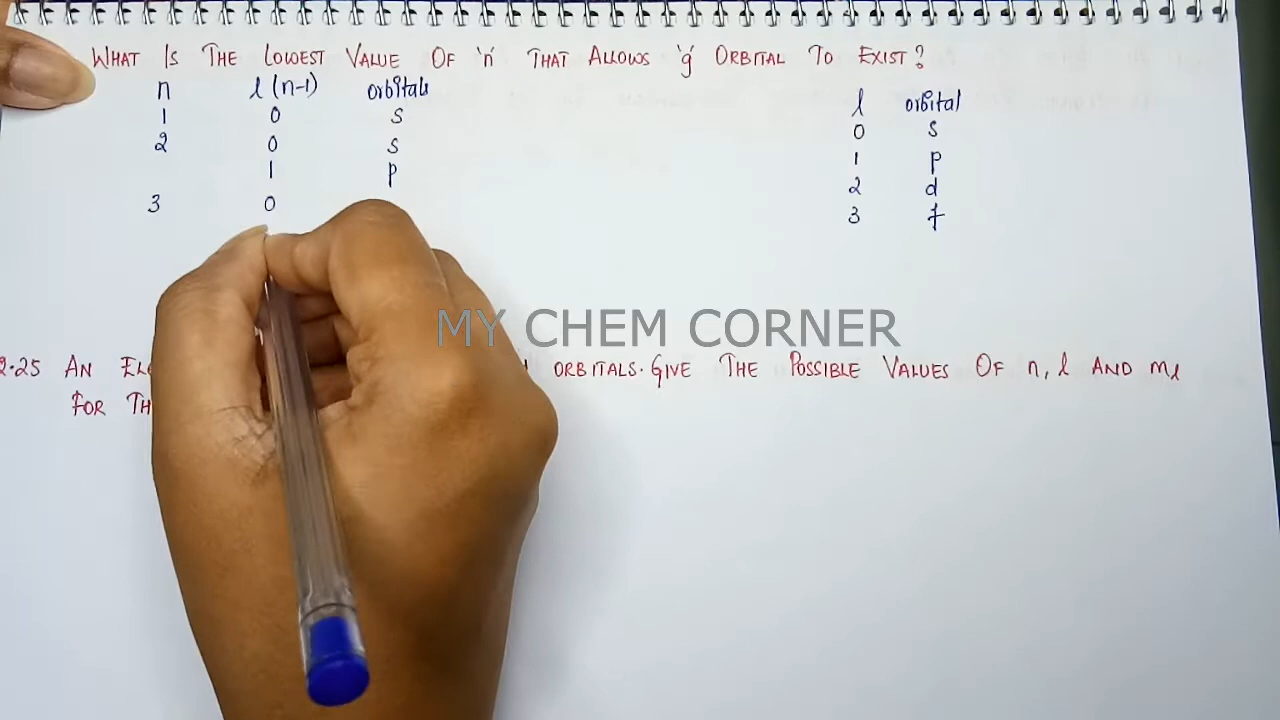 WHAT IS THE LOWEST VALUE OF 'n' THAT ALLOWS 'g' ORBITAL TO EXIST?
n l (n-1) orbitals
1 0 s
2 0 s
1 p
3 0
l orbital
0 s
1 p
2 d
3 f
MY CHEM CORNER
2.25 AN ORBITALS. GIVE THE POSSIBLE VALUES OF n, l AND ml
FOR